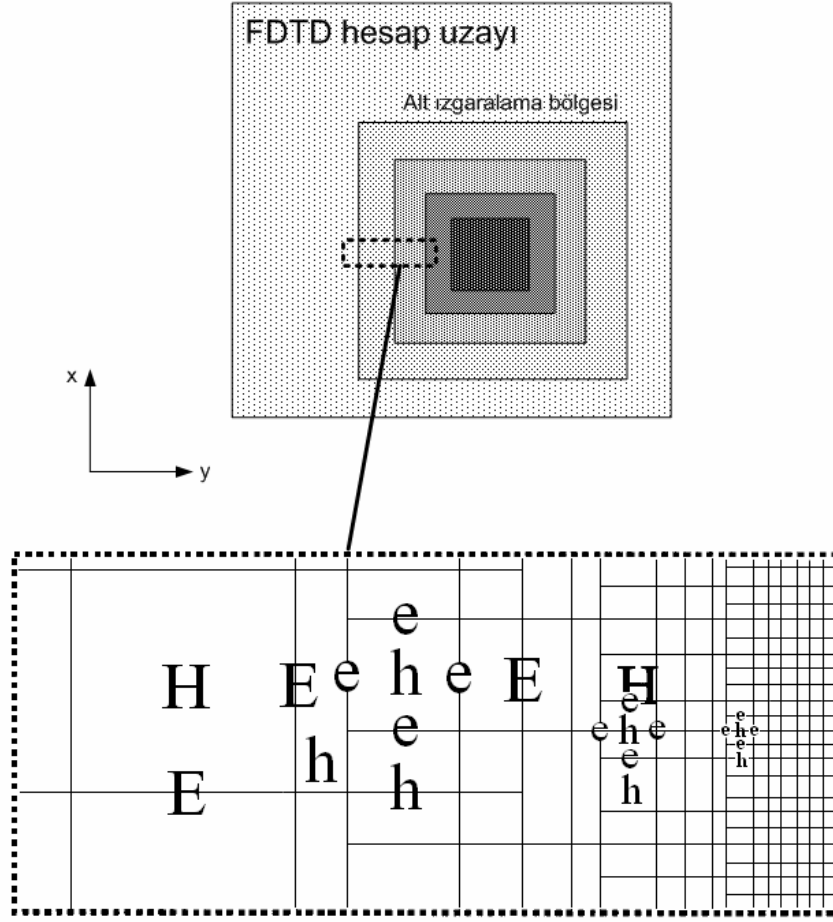 FDTD hesap uzayı
Alt ızgaralama bölgesi
x
y
e
H E e h e E H
e
e e h e
e h e
e
e
h
E h h
h